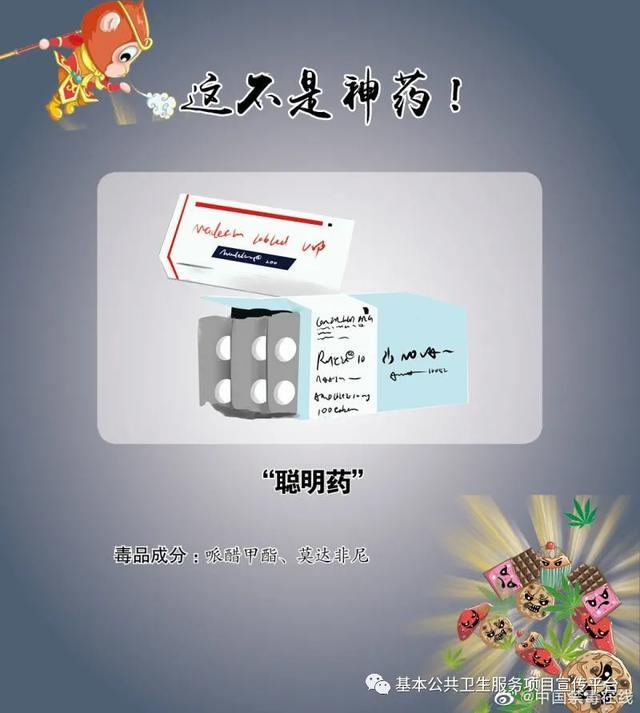 这不是神药！
NOVA
“聪明药”
毒品成分：哌醋甲酯、莫达非尼
基本公共卫生服务项目宣传平台
@中国禁毒在线